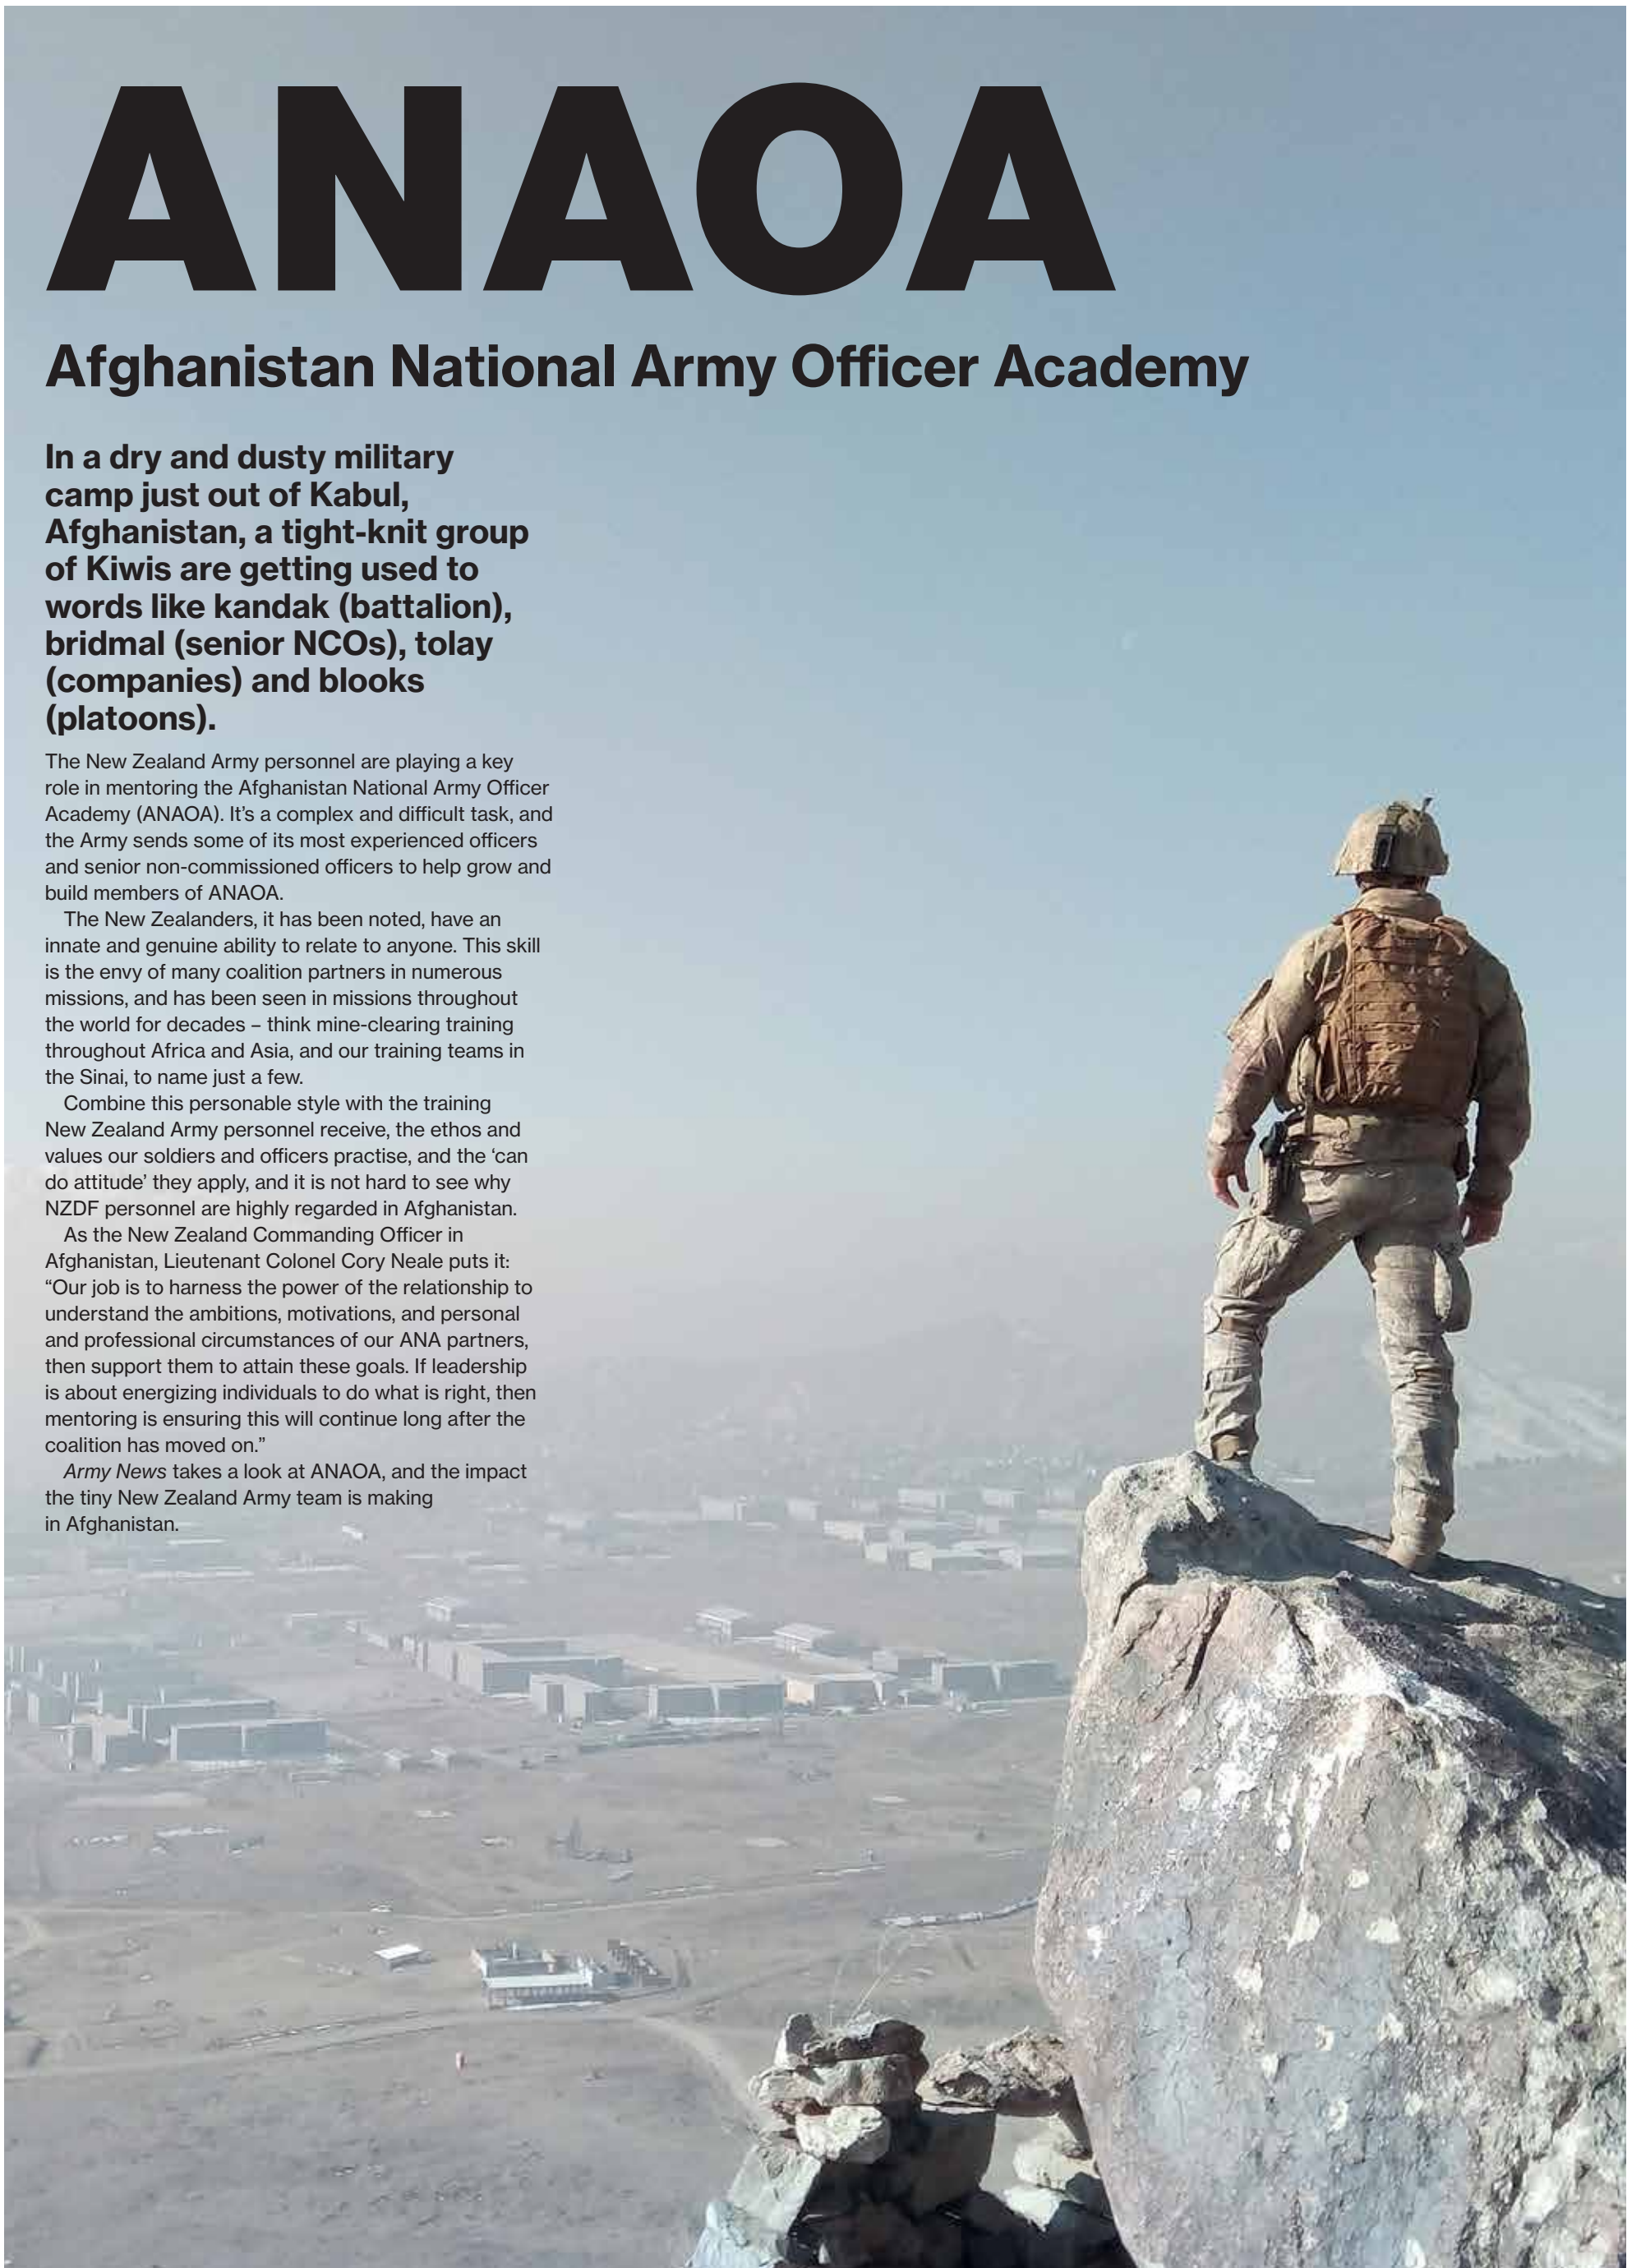 ANAOA
Afghanistan National Army Officer Academy
In a dry and dusty military
camp just out of Kabul,
Afghanistan, a tight-knit group
of Kiwis are getting used to
words like kandak (battalion),
bridmal (senior NCOs), tolay
(companies) and blooks
(platoons).
The New Zealand Army personnel are playing a key
role in mentoring the Afghanistan National Army Officer
Academy (ANAOA). It’s a complex and difficult task, and
the Army sends some of its most experienced officers
and senior non-commissioned officers to help grow and
build members of ANAOA.
The New Zealanders, it has been noted, have an
innate and genuine ability to relate to anyone. This skill
is the envy of many coalition partners in numerous
missions, and has been seen in missions throughout
the world for decades – think mine-clearing training
throughout Africa and Asia, and our training teams in
the Sinai, to name just a few.
Combine this personable style with the training
New Zealand Army personnel receive, the ethos and
values our soldiers and officers practise, and the ‘can
do attitude’ they apply, and it is not hard to see why
NZDF personnel are highly regarded in Afghanistan.
As the New Zealand Commanding Officer in
Afghanistan, Lieutenant Colonel Cory Neale puts it:
“Our job is to harness the power of the relationship to
understand the ambitions, motivations, and personal
and professional circumstances of our ANA partners,
then support them to attain these goals. If leadership
is about energizing individuals to do what is right, then
mentoring is ensuring this will continue long after the
coalition has moved on.”
Army News takes a look at ANAOA, and the impact
the tiny New Zealand Army team is making
in Afghanistan.